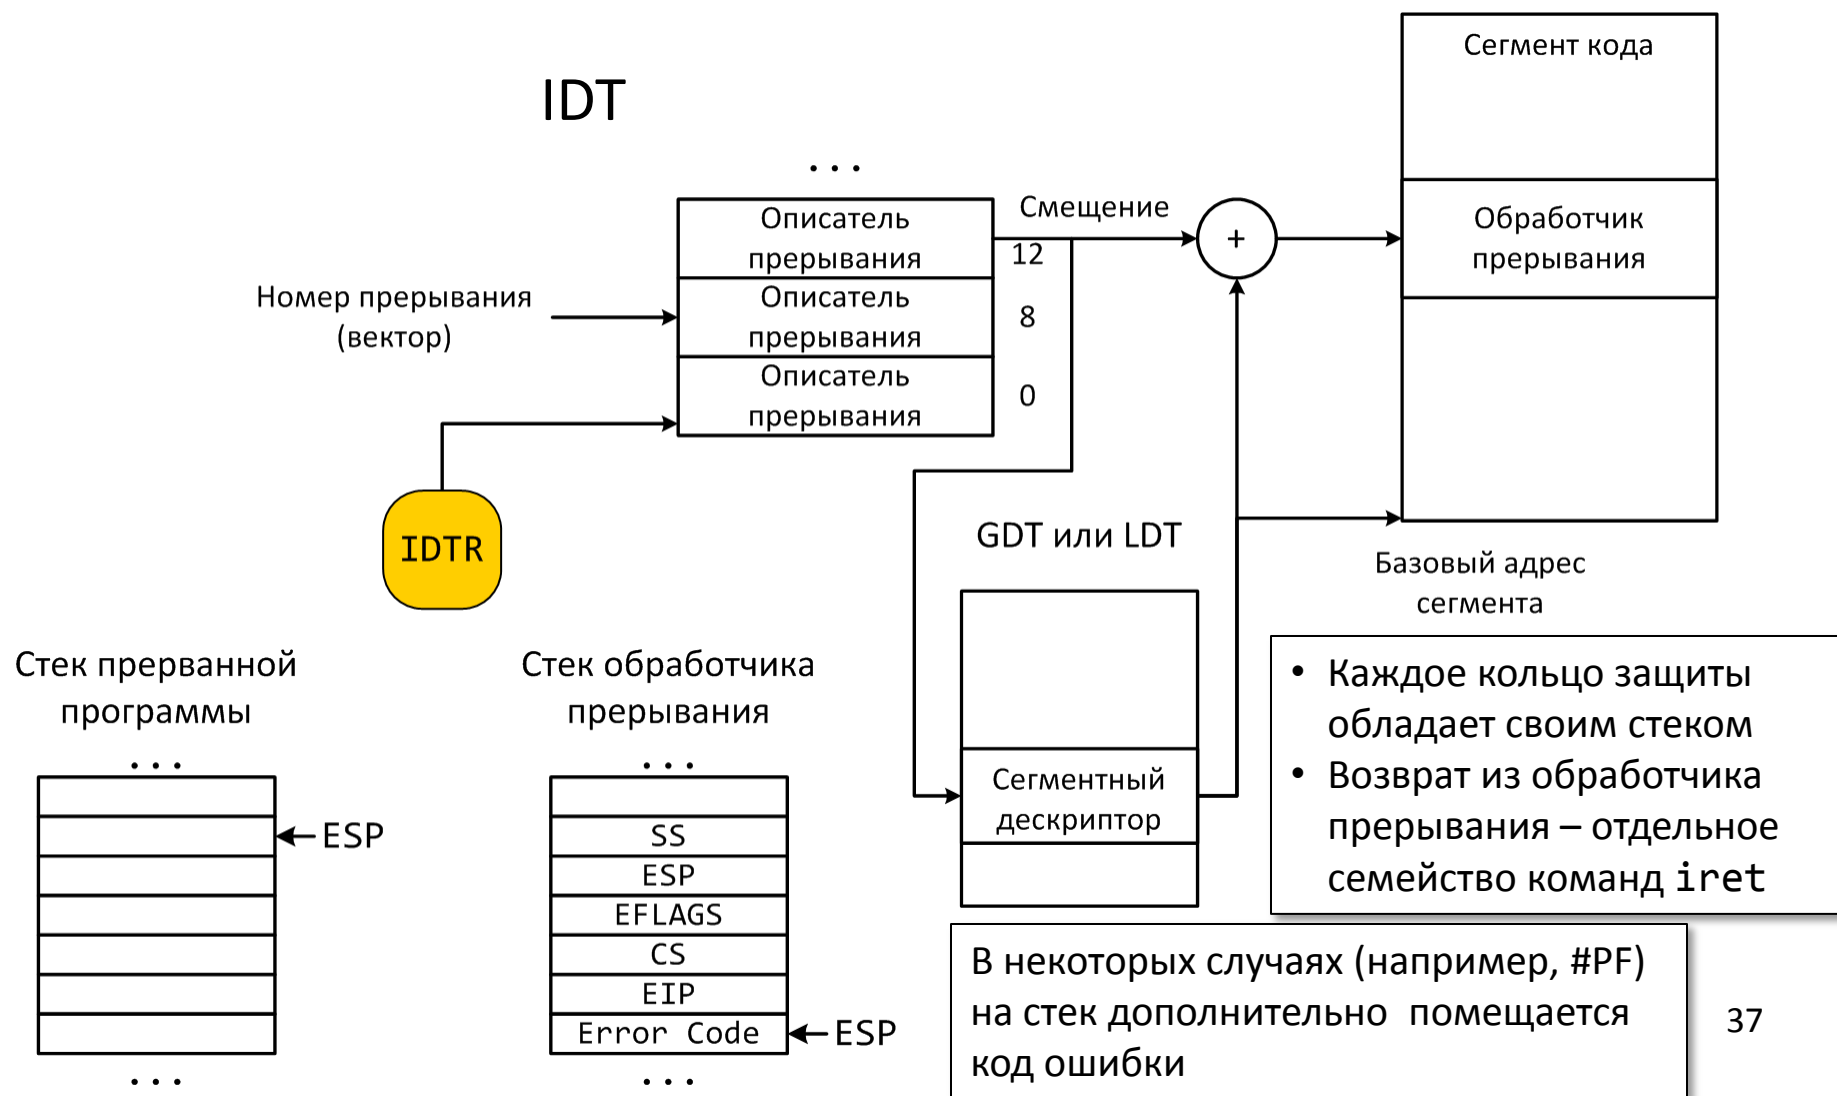 IDT
...
Описатель
прерывания
12
Описатель
прерывания
8
Описатель
прерывания
0
Номер прерывания
(вектор)
IDTR
Смещение
+
Сегмент кода
Обработчик
прерывания
Базовый адрес
сегмента
GDT или LDT
Сегментный
дескриптор
Стек прерванной
программы
...
ESP
...
Стек обработчика
прерывания
...
SS
ESP
EFLAGS
CS
EIP
Error Code
ESP
...
• Каждое кольцо защиты
обладает своим стеком
• Возврат из обработчика
прерывания – отдельное
семейство команд iret
В некоторых случаях (например, #PF)
на стек дополнительно помещается
код ошибки
37